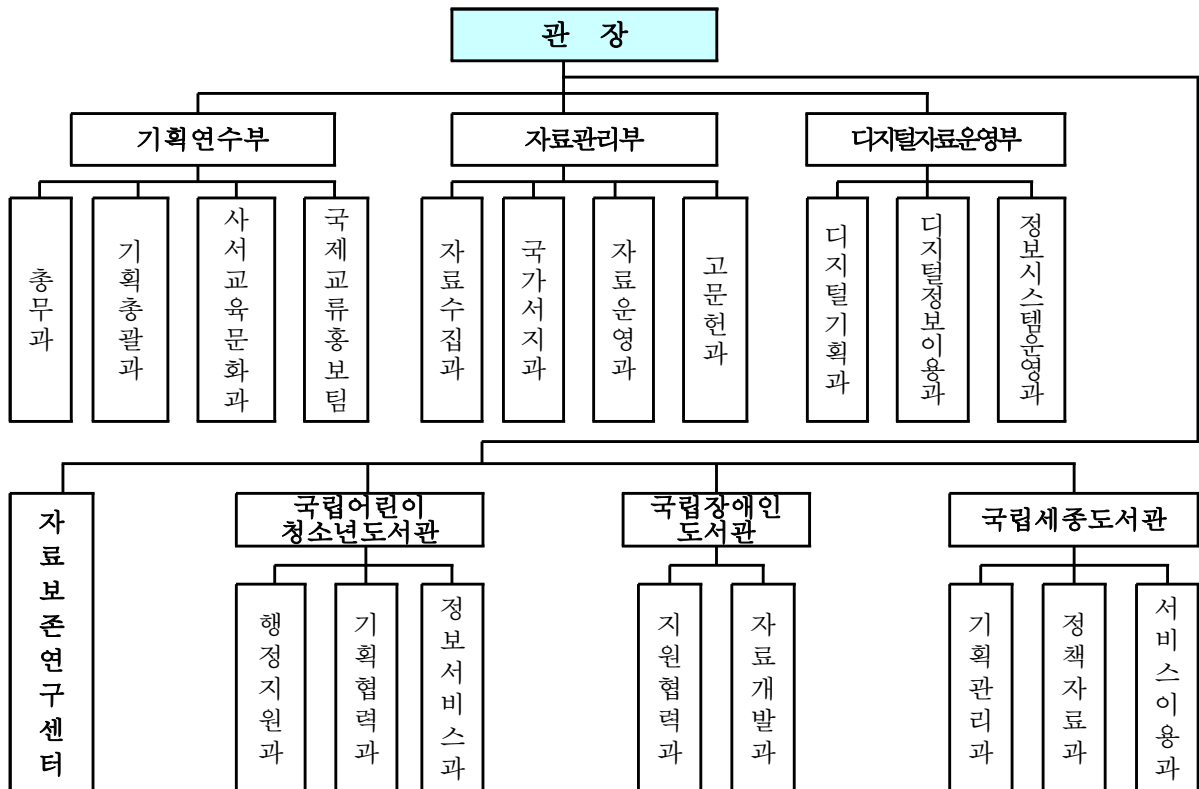 관 장
기획연수부
자료관리부
디지털자료운영부
총무과
기획총괄과
사서교육문화과
국제교류홍보팀
자료수집과
국가서지과
자료운영과
고문헌과
디지털기획과
디지털정보이용과
정보시스템운영과
자료보존연구센터
국립어린이
청소년도서관
국립장애인
도서관
국립세종도서관
행정지원과
기획협력과
정보서비스과
지원협력과
자료개발과
기획관리과
정책자료과
서비스이용과